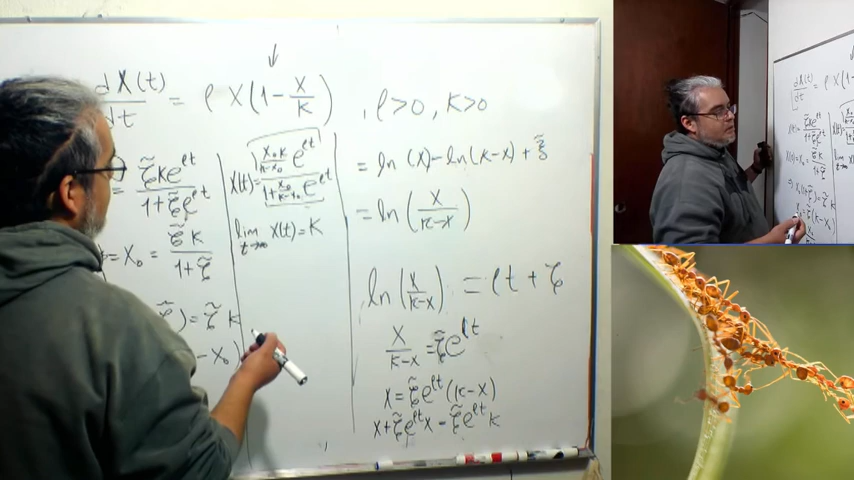 dX(t)/dt = ρ X(1 - X/K) , ρ>0, K>0
= C̃Ke^ρt / 1+C̃e^ρt
= X₀ = C̃K / 1+C̃
) = C̃ K
- X₀)
X(t) = X₀K/K-X₀ e^ρt / 1+ X₀/K-X₀ e^ρt
lim t→∞ X(t) = K
= ln (x) - ln(K-x) + C̃
= ln (x/K-x)
ln (x/K-x) = ρt + C̃
x/K-x = C̃e^ρt
x = C̃e^ρt (K-x)
x+C̃e^ρt x = C̃e^ρt K